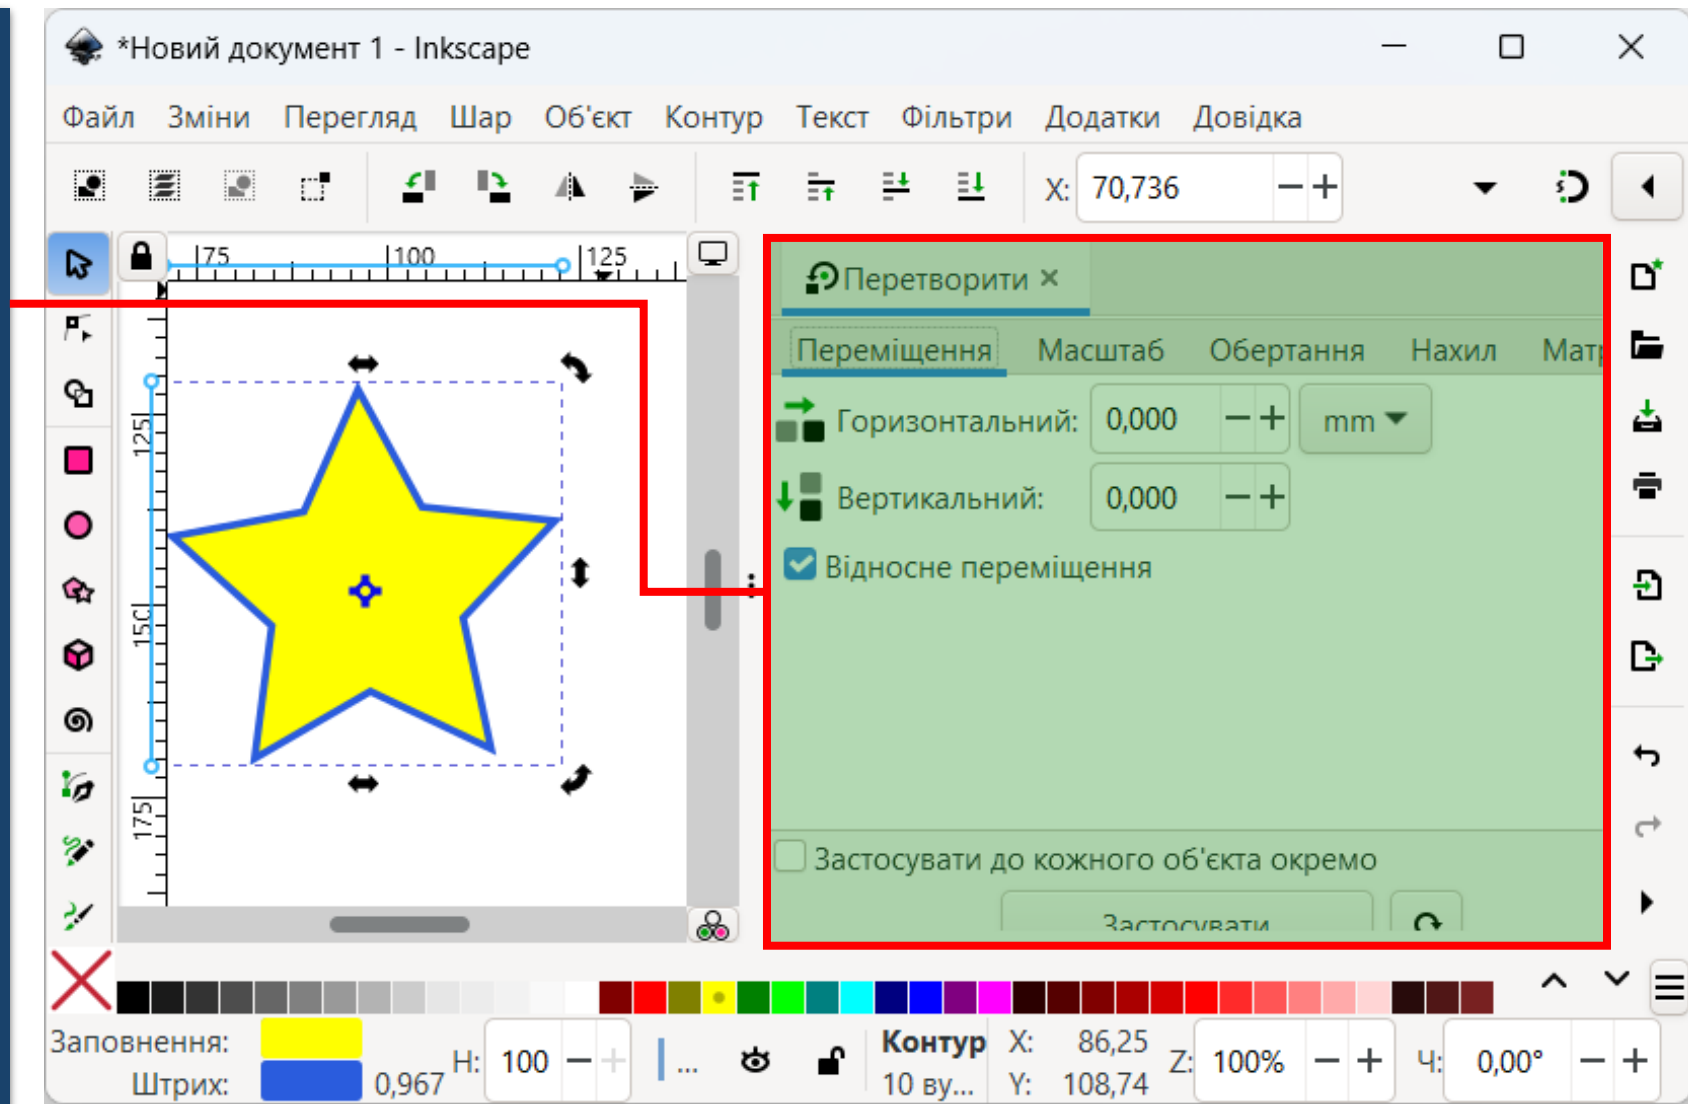 *Новий документ 1 - Inkscape
Файл Зміни Перегляд Шар Об'єкт Контур Текст Фільтри Додатки Довідка
X: 70,736
75 100 125
Перетворити
Переміщення Масштаб Обертання Нахил Матр
Горизонтальний: 0,000 mm
Вертикальний: 0,000
Відносне переміщення
125
150
175
Застосувати до кожного об'єкта окремо
Застосувати
Заповнення:
Штрих: 0,967
Н: 100
...
Контур
10 ву...
X: 86,25
Y: 108,74
Z: 100%
Ч: 0,00°